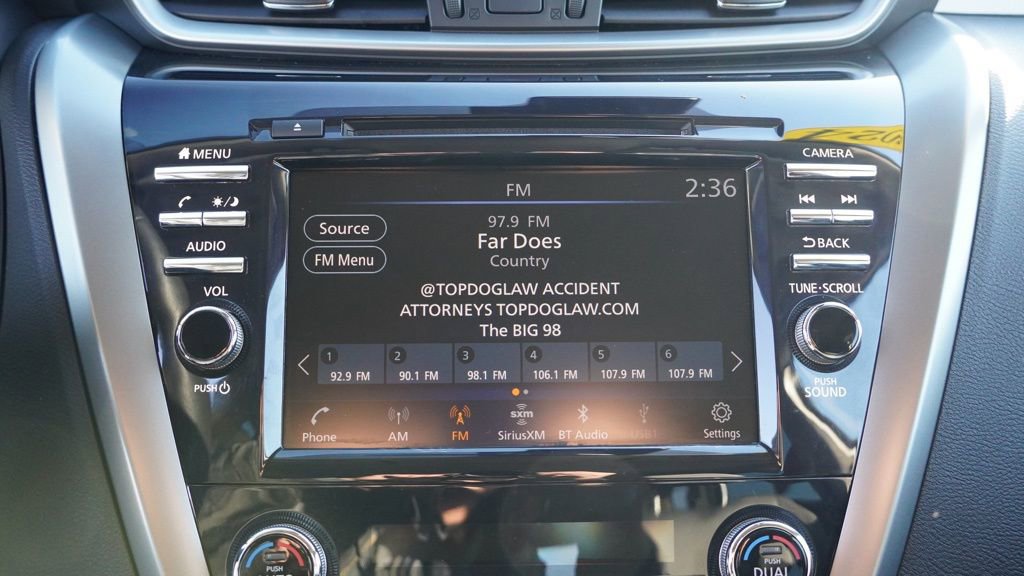 MENU
CAMERA
FM
2:36
97.9 FM
Source
Far Does
Country
FM Menu
AUDIO
BACK
@TOPDOGLAW ACCIDENT
ATTORNEYS TOPDOGLAW.COM
The BIG 98
VOL
TUNE·SCROLL
1 2 3 4 5 6
92.9 FM 90.1 FM 98.1 FM 106.1 FM 107.9 FM 107.9 FM
PUSH
PUSH
SOUND
sxm
Phone AM FM SiriusXM BT Audio Settings
PUSH
AUTO
PUSH
DUAL